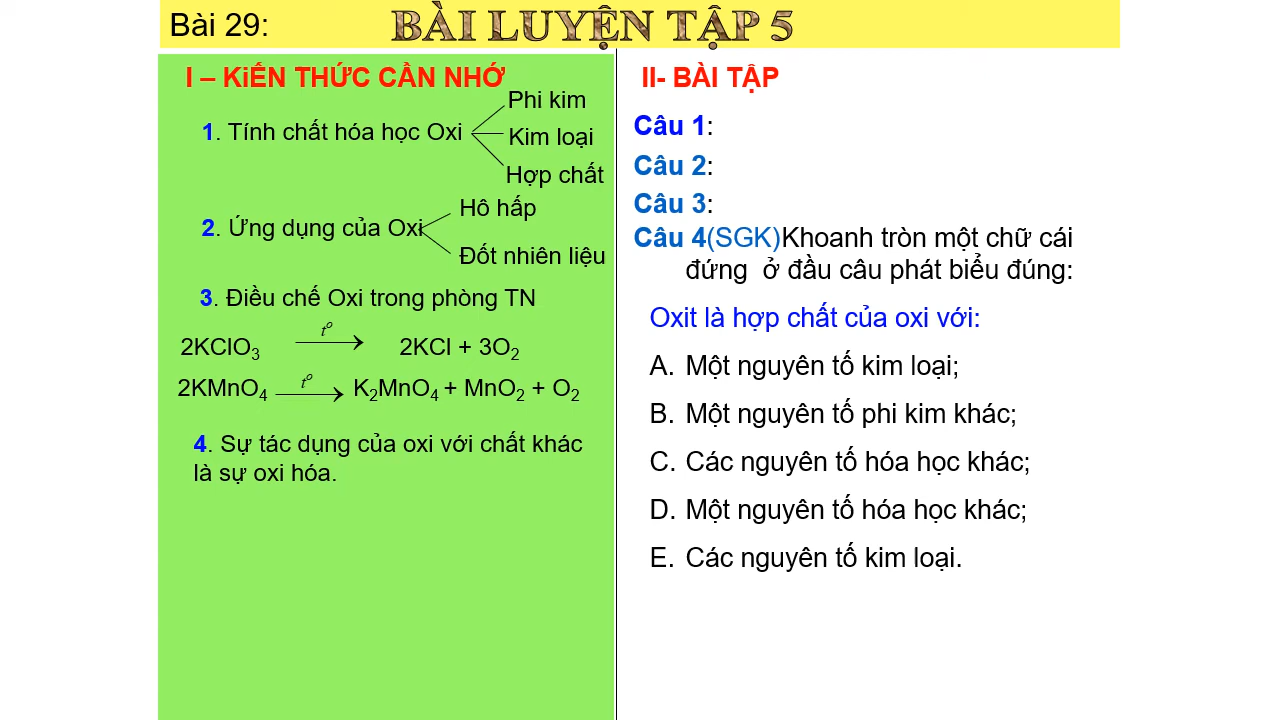 Bài 29:
BÀI LUYỆN TẬP 5
I – KiẾN THỨC CẦN NHỚ
1. Tính chất hóa học Oxi
Phi kim
Kim loại
Hợp chất
2. Ứng dụng của Oxi
Hô hấp
Đốt nhiên liệu
3. Điều chế Oxi trong phòng TN
2KClO₃ →(t°) 2KCl + 3O₂
2KMnO₄ →(t°) K₂MnO₄ + MnO₂ + O₂
4. Sự tác dụng của oxi với chất khác
là sự oxi hóa.
II- BÀI TẬP
Câu 1:
Câu 2:
Câu 3:
Câu 4(SGK)Khoanh tròn một chữ cái
đứng ở đầu câu phát biểu đúng:
Oxit là hợp chất của oxi với:
A. Một nguyên tố kim loại;
B. Một nguyên tố phi kim khác;
C. Các nguyên tố hóa học khác;
D. Một nguyên tố hóa học khác;
E. Các nguyên tố kim loại.